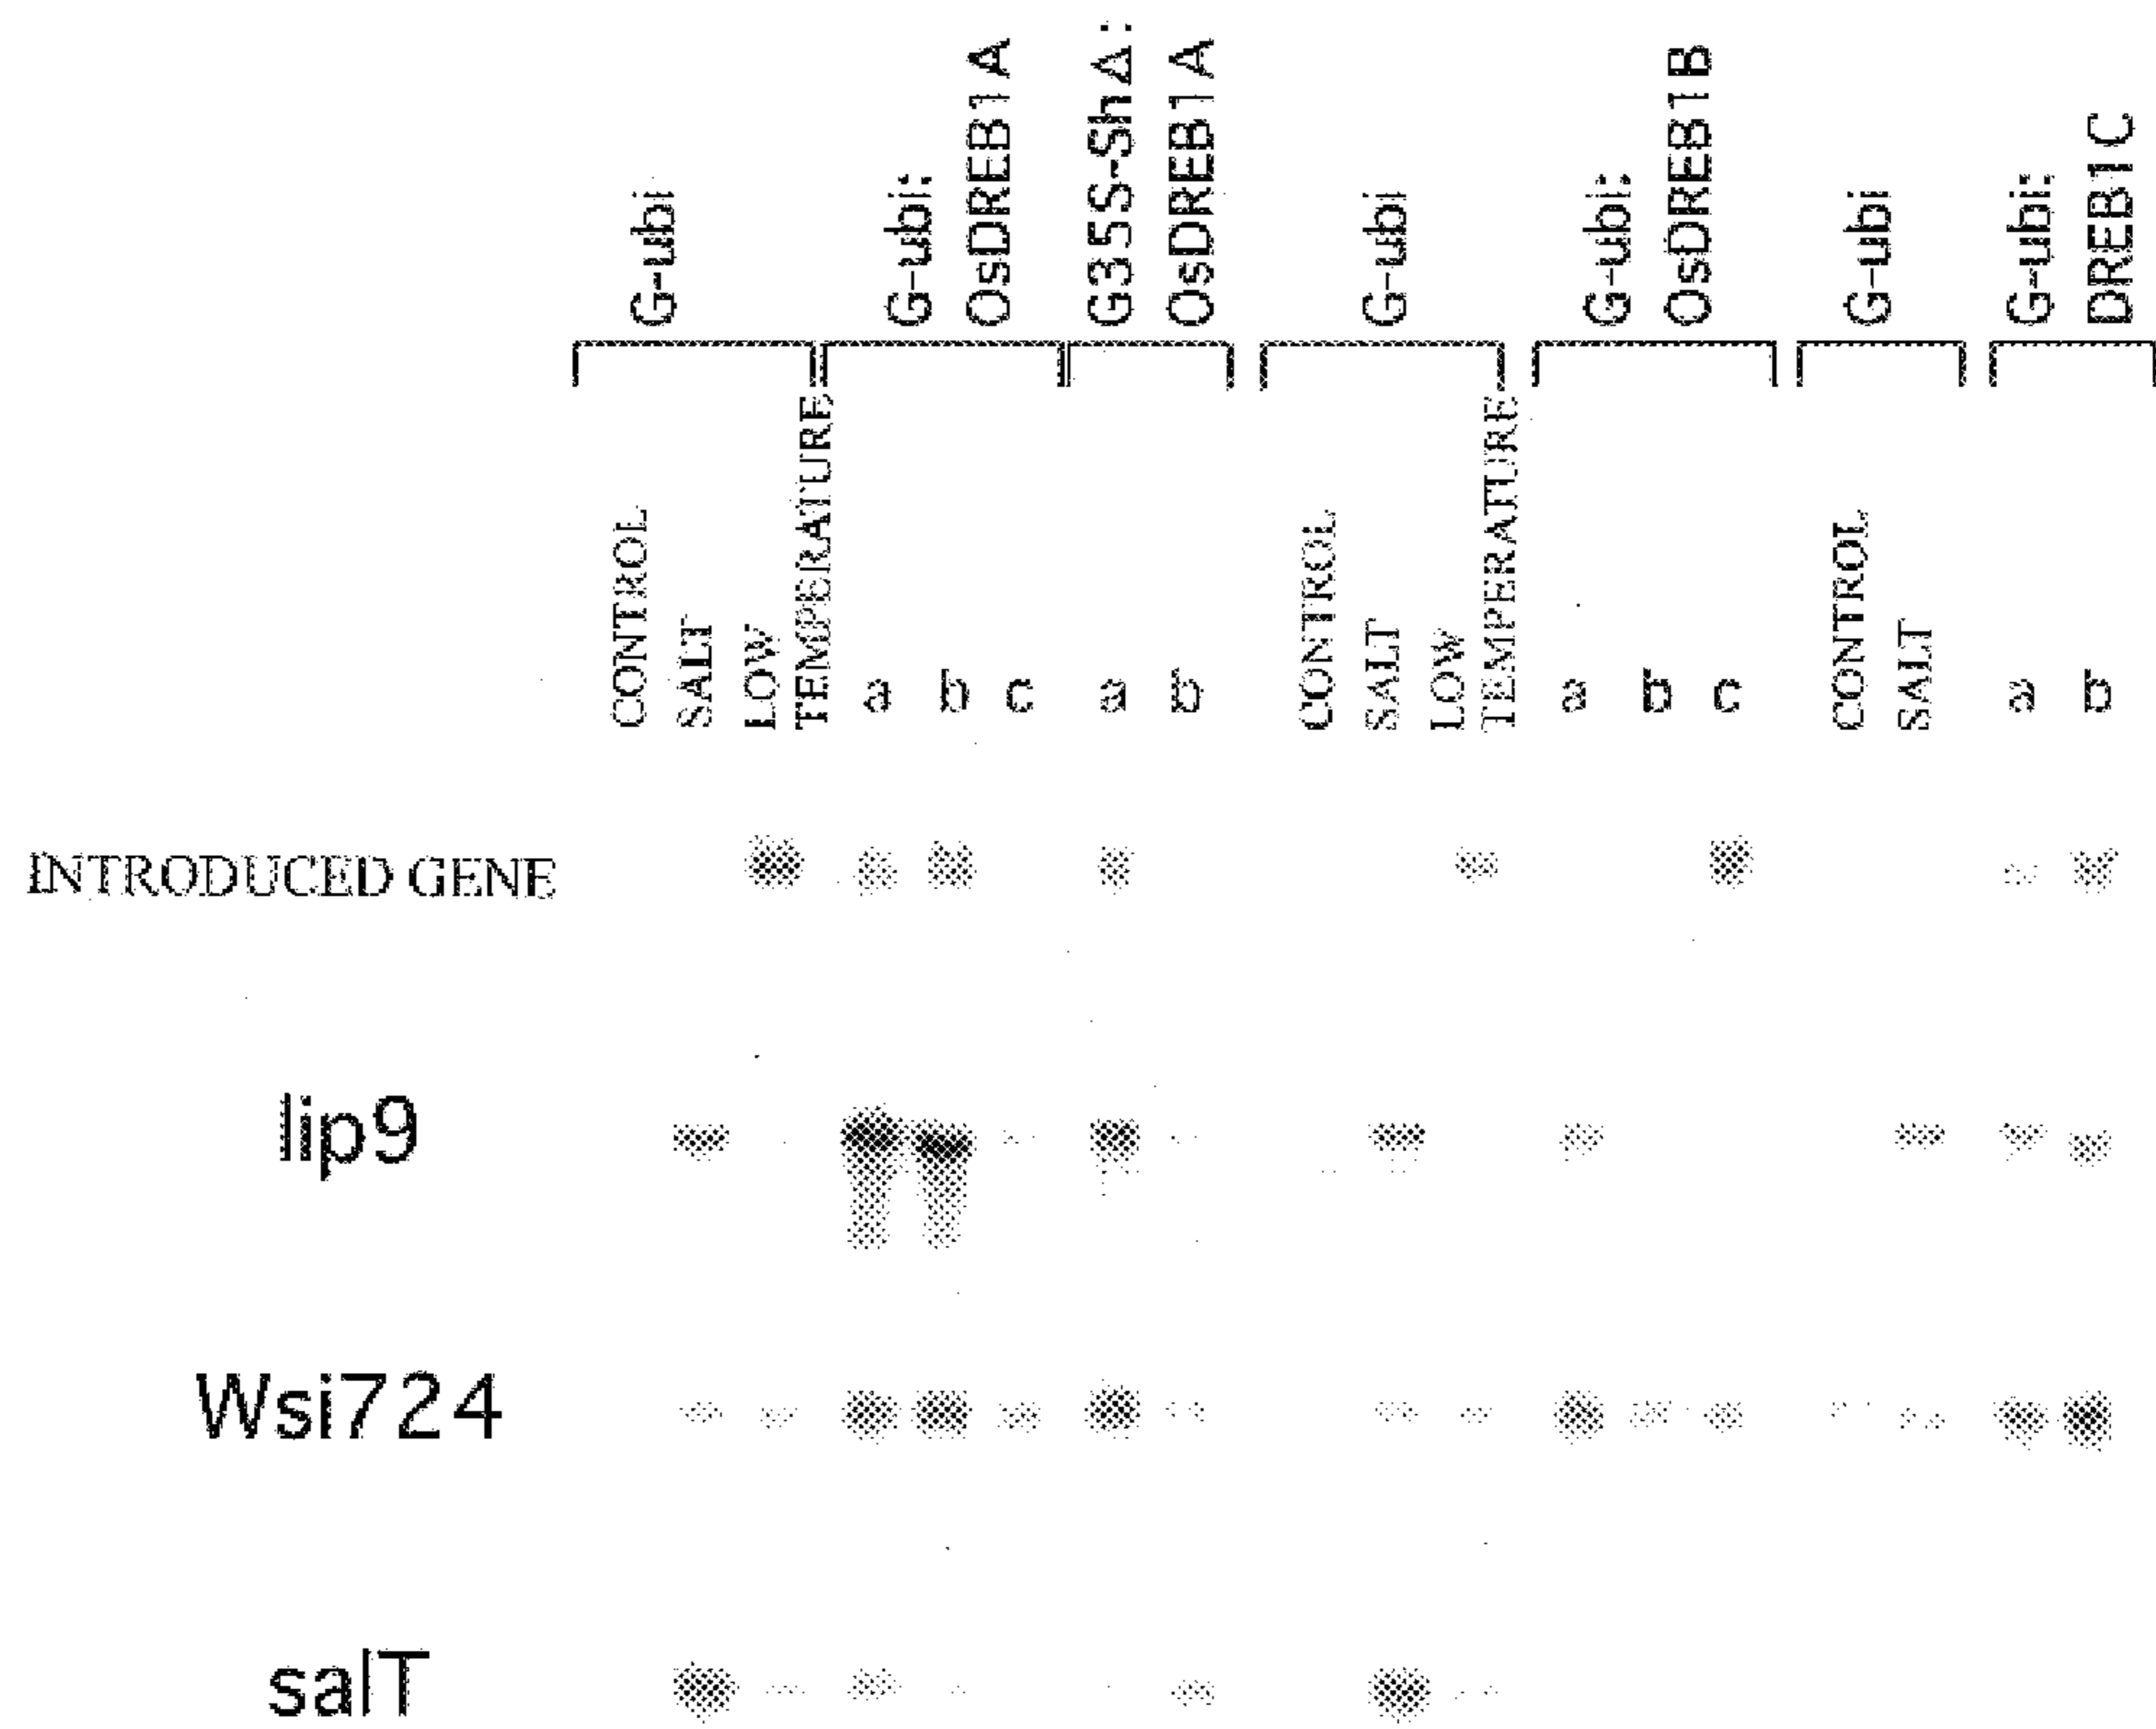 G-ubi
G-ubi:
OsDREB1A
G35S-ShΔ:
OsDREB1A
G-ubi
G-ubi:
OsDREB1B
G-ubi
G-ubi:
DREB1C
CONTROL
SALT
LOW
TEMPERATURE
a b c a b
CONTROL
SALT
LOW
TEMPERATURE
a b c
CONTROL
SALT
a b
INTRODUCED GENE
lip9
Wsi724
salT